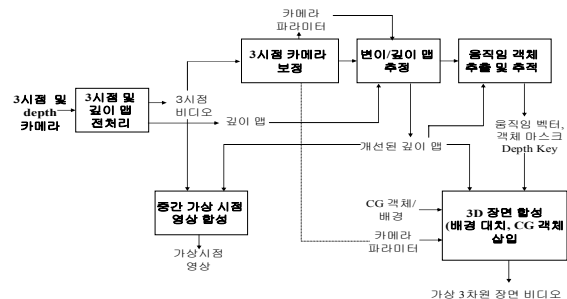 카메라
파라미터
3시점 카메라
보정
변이/깊이 맵
추정
움직임 객체
추출 및 추적
3시점 및
depth
카메라
3시점 및
깊이 맵
전처리
3시점
비디오
깊이 맵
개선된 깊이 맵
움직임 벡터,
객체 마스크
Depth Key
중간 가상 시점
영상 합성
CG 객체/
배경
카메라
파라미터
3D 장면 합성
(배경 대치, CG 객체
삽입
가상시점
영상
가상 3차원 장면 비디오